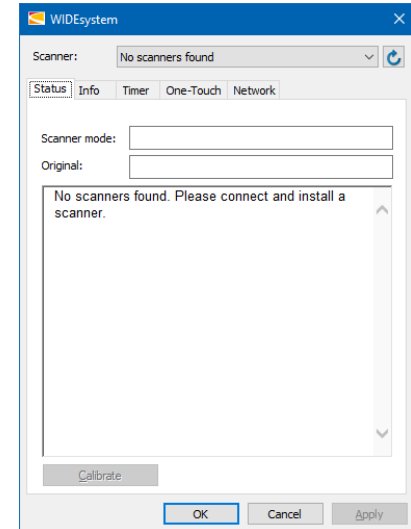 WIDEsystem
Scanner: No scanners found
Status Info Timer One-Touch Network
Scanner mode:
Original:
No scanners found. Please connect and install a
scanner.
Calibrate
OK Cancel Apply